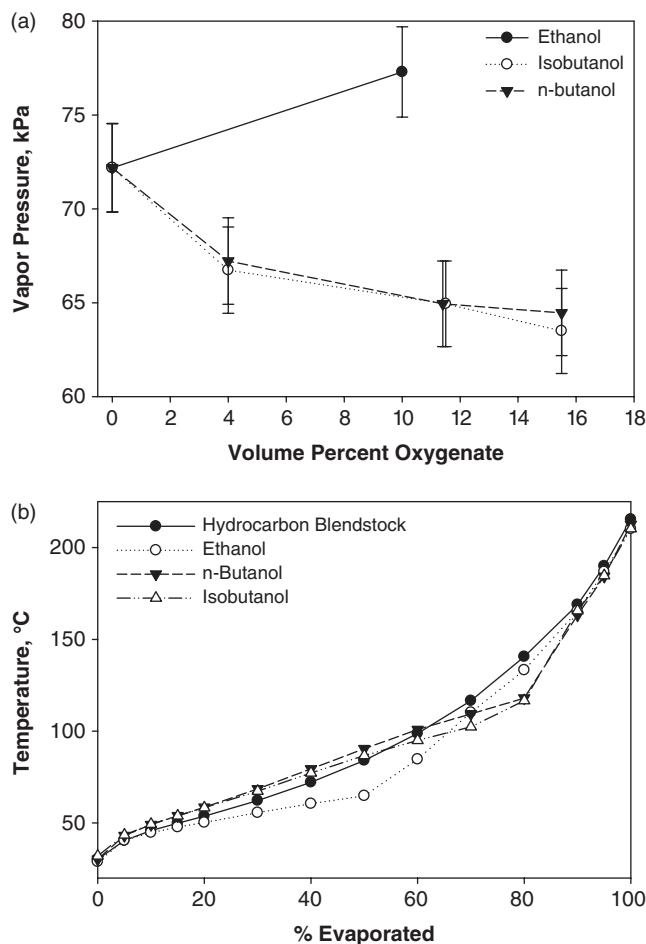 (a)
80
75
70
65
60
Vapor Pressure, kPa
Ethanol
Isobutanol
n-butanol
0 2 4 6 8 10 12 14 16 18
Volume Percent Oxygenate
(b)
200
150
100
50
Temperature, °C
Hydrocarbon Blendstock
Ethanol
n-Butanol
Isobutanol
0 20 40 60 80 100
% Evaporated